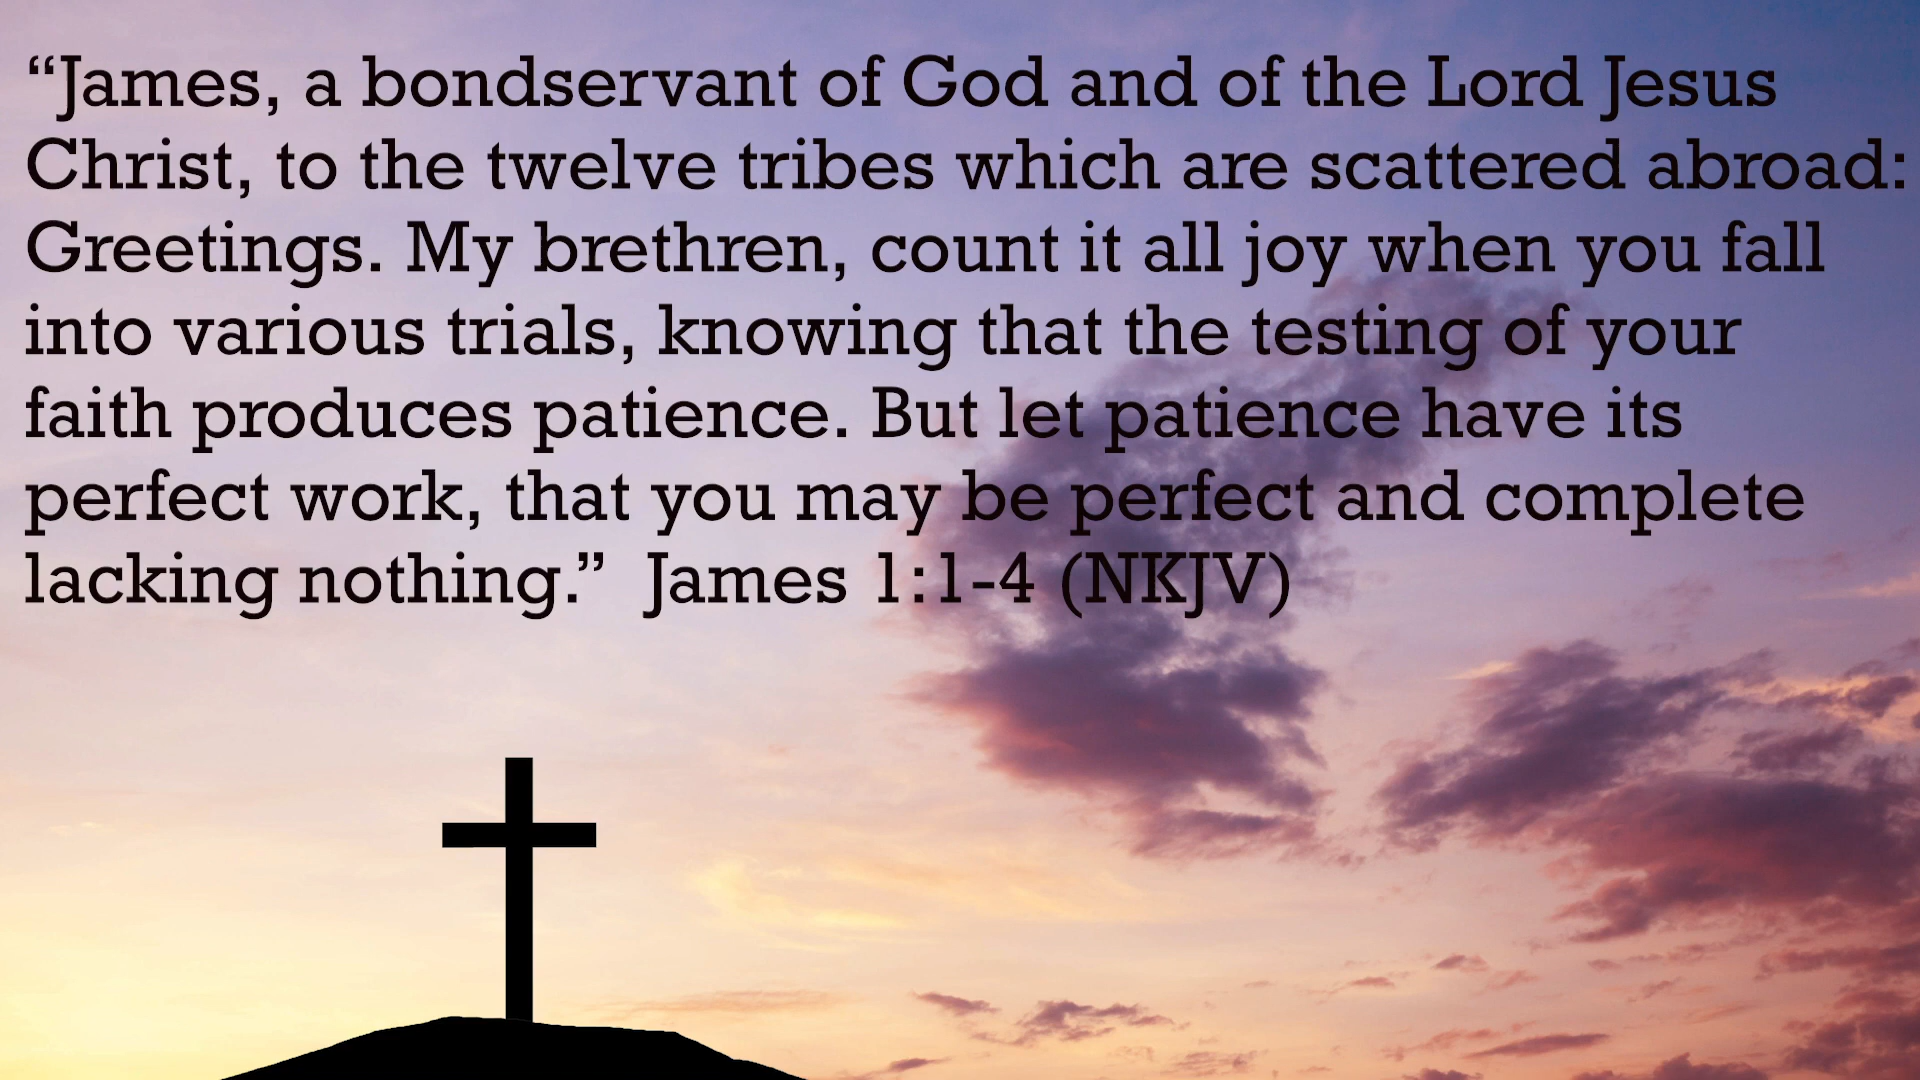 “James, a bondservant of God and of the Lord Jesus
Christ, to the twelve tribes which are scattered abroad:
Greetings. My brethren, count it all joy when you fall
into various trials, knowing that the testing of your
faith produces patience. But let patience have its
perfect work, that you may be perfect and complete
lacking nothing.”  James 1:1-4 (NKJV)